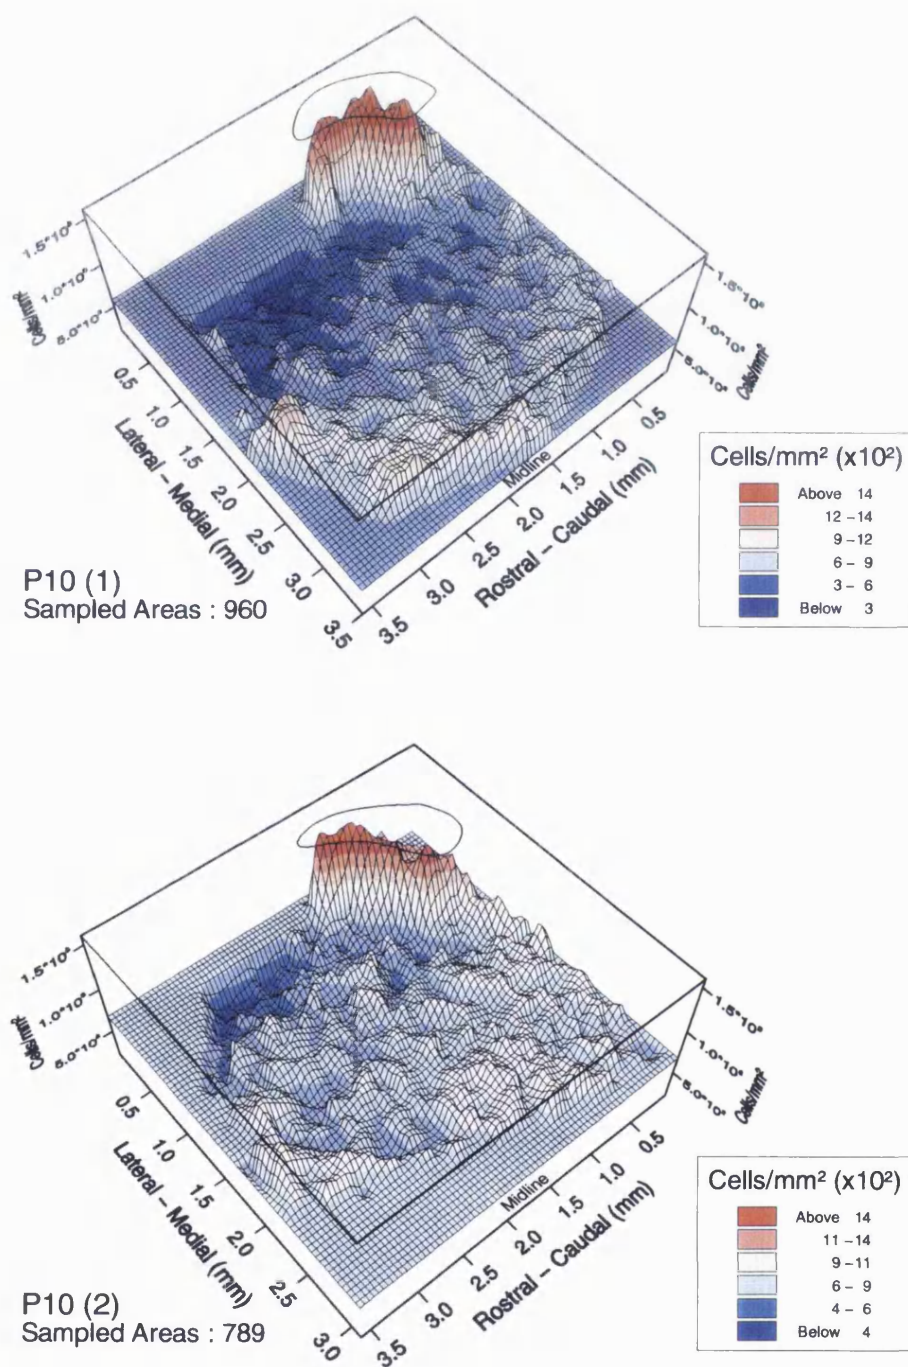 1.5*10³
1.0*10³
5.0*10²
Cells/mm²
0.5
1.0
1.5
2.0
2.5
3.0
3.5
Lateral – Medial (mm)
Midline
3.5
3.0
2.5
2.0
1.5
1.0
0.5
Rostral – Caudal (mm)
1.5*10³
1.0*10³
5.0*10²
Cells/mm²
Cells/mm² (x10²)
Above 14
12 – 14
9 – 12
6 – 9
3 – 6
Below 3
P10 (1)
Sampled Areas : 960
1.5*10³
1.0*10³
5.0*10²
Cells/mm²
0.5
1.0
1.5
2.0
2.5
3.0
Lateral – Medial (mm)
Midline
3.5
3.0
2.5
2.0
1.5
1.0
0.5
Rostral – Caudal (mm)
1.5*10³
1.0*10³
5.0*10²
Cells/mm²
Cells/mm² (x10²)
Above 14
11 – 14
9 – 11
6 – 9
4 – 6
Below 4
P10 (2)
Sampled Areas : 789